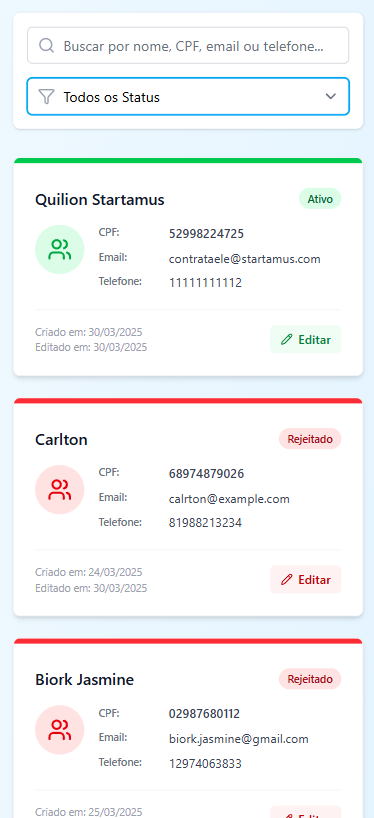 Buscar por nome, CPF, email ou telefone...
Todos os Status
Quilion Startamus Ativo
CPF: 52998224725
Email: contrataele@startamus.com
Telefone: 11111111112
Criado em: 30/03/2025
Editado em: 30/03/2025
Editar
Carlton Rejeitado
CPF: 68974879026
Email: calrton@example.com
Telefone: 81988213234
Criado em: 24/03/2025
Editado em: 30/03/2025
Editar
Biork Jasmine Rejeitado
CPF: 02987680112
Email: biork.jasmine@gmail.com
Telefone: 12974063833
Criado em: 25/03/2025